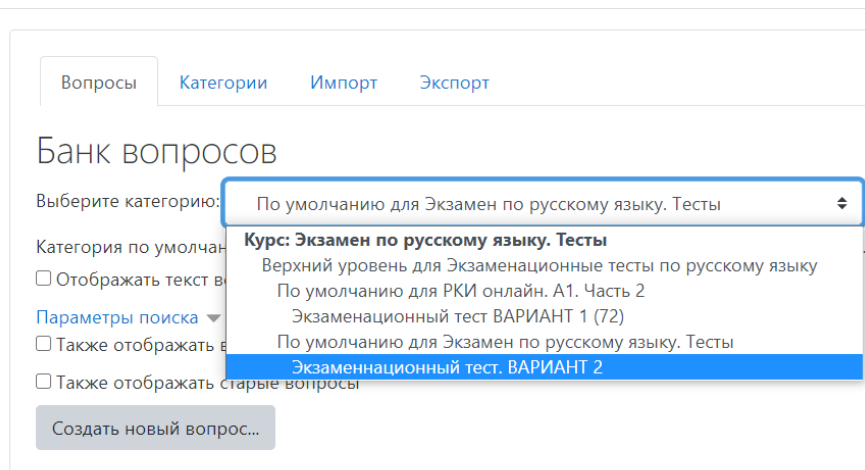 Вопросы Категории Импорт Экспорт
Банк вопросов
Выберите категорию: По умолчанию для Экзамен по русскому языку. Тесты
Категория по умолчан
Курс: Экзамен по русскому языку. Тесты
Верхний уровень для Экзаменационные тесты по русскому языку
Отображать текст в
По умолчанию для РКИ онлайн. А1. Часть 2
Параметры поиска
Экзаменационный тест ВАРИАНТ 1 (72)
Также отображать в
По умолчанию для Экзамен по русскому языку. Тесты
Экзаменнационный тест. ВАРИАНТ 2
Также отображать старые вопросы
Создать новый вопрос...